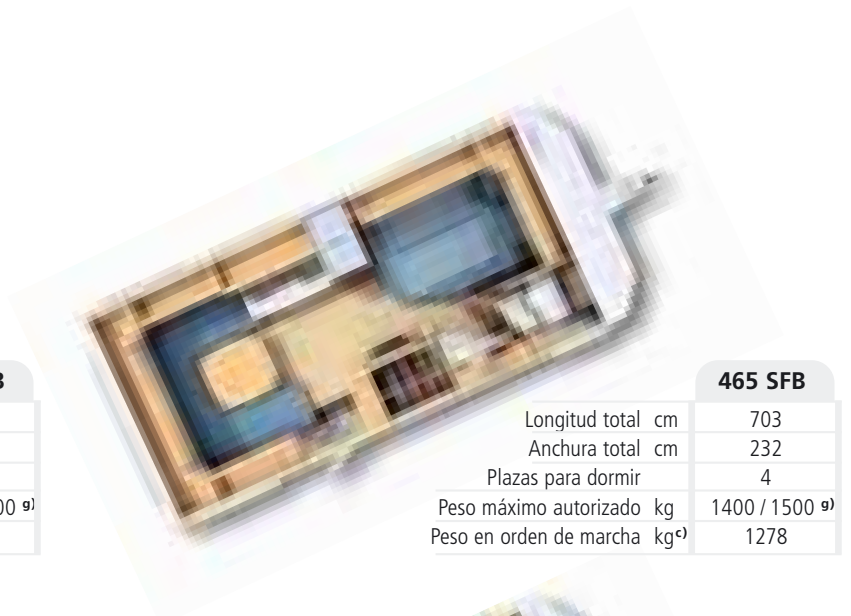 465 SFB
Longitud total cm 703
Anchura total cm 232
Plazas para dormir 4
00 g) Peso máximo autorizado kg 1400 / 1500 g)
Peso en orden de marcha kg c) 1278